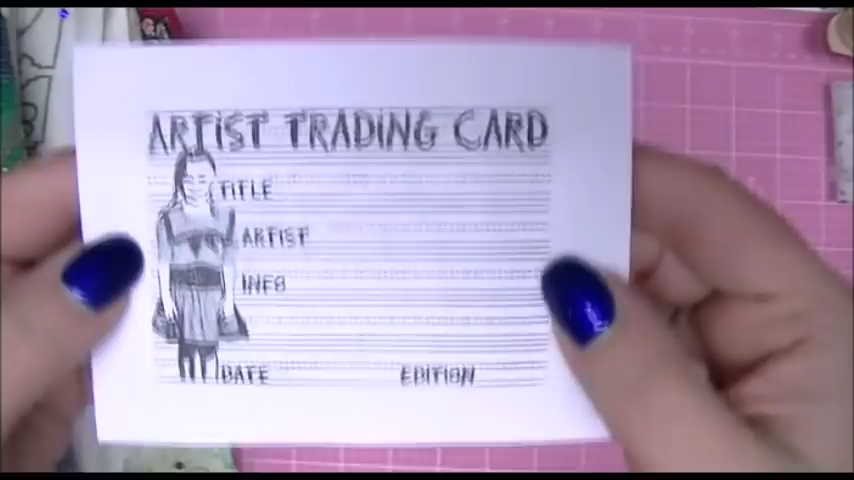 ARTIST TRADING CARD
TITLE
ARTIST
INFO
DATE EDITION